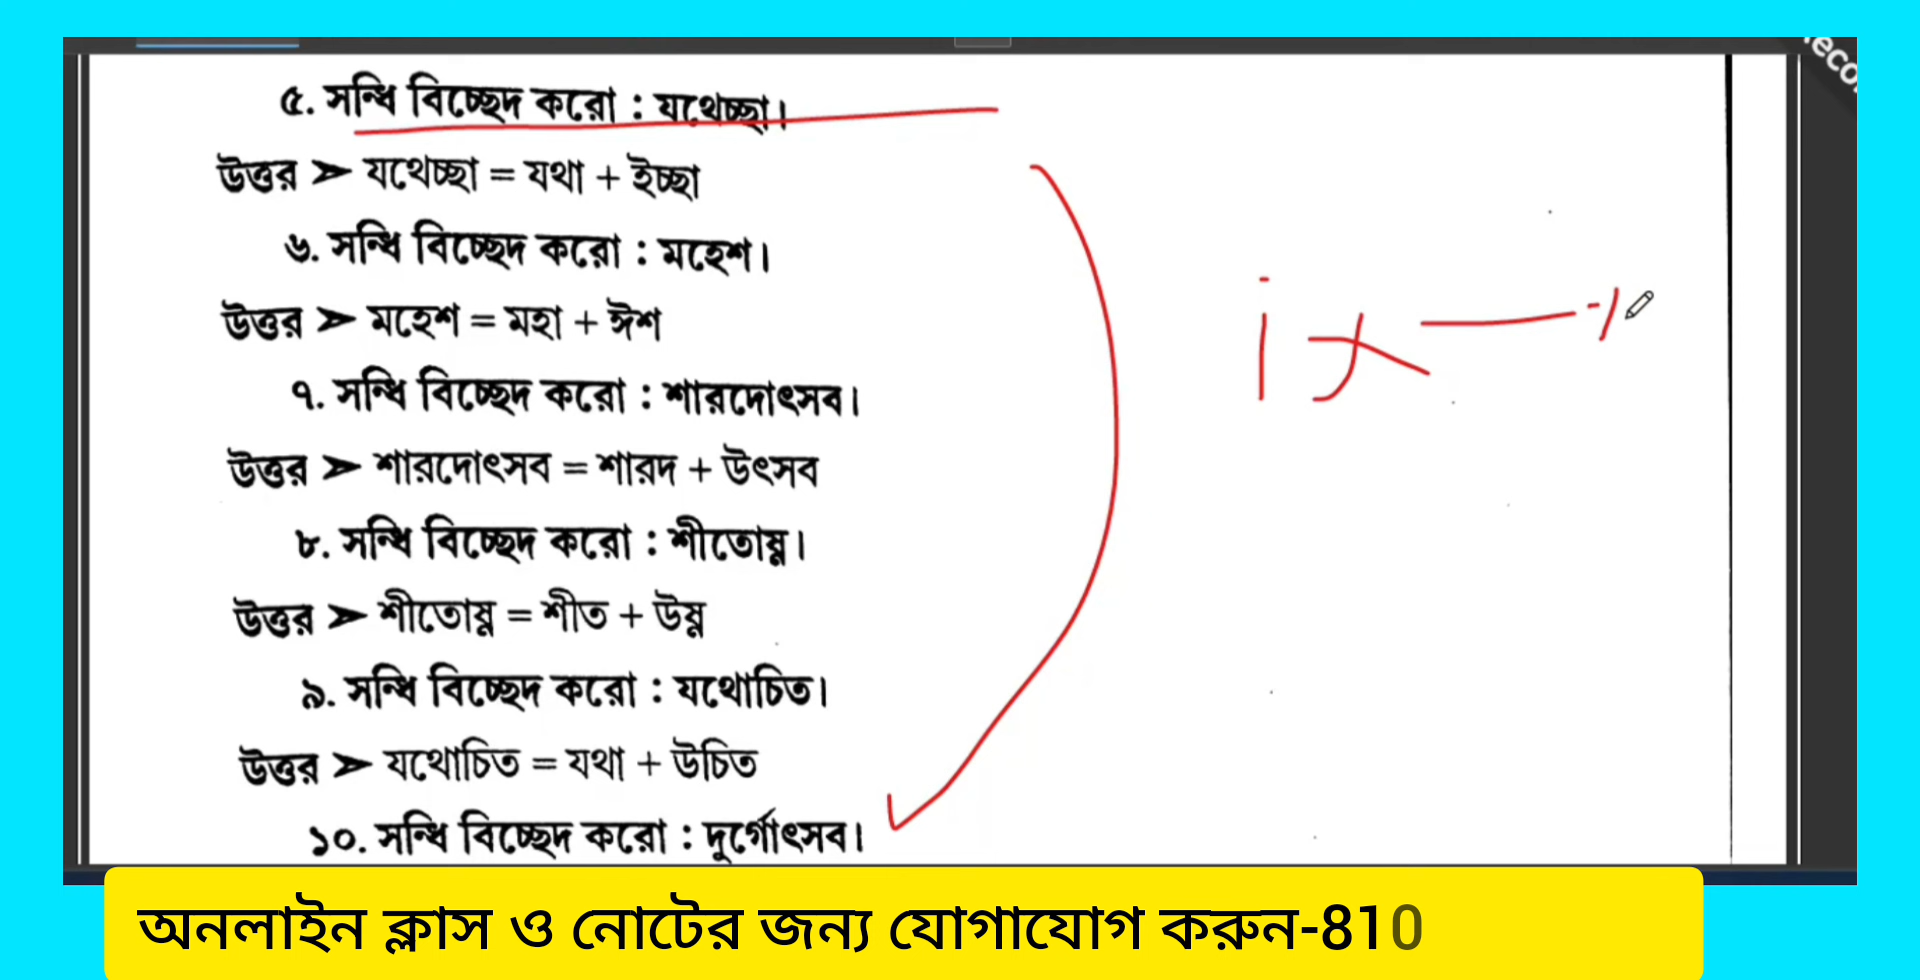 ৫. সন্ধি বিচ্ছেদ করো : যথেচ্ছা।
উত্তর ➤ যথেচ্ছা = যথা + ইচ্ছা
৬. সন্ধি বিচ্ছেদ করো : মহেশ।
উত্তর ➤ মহেশ = মহা + ঈশ
৭. সন্ধি বিচ্ছেদ করো : শারদোৎসব।
উত্তর ➤ শারদোৎসব = শারদ + উৎসব
৮. সন্ধি বিচ্ছেদ করো : শীতোষ্ণ।
উত্তর ➤ শীতোষ্ণ = শীত + উষ্ণ
৯. সন্ধি বিচ্ছেদ করো : যথোচিত।
উত্তর ➤ যথোচিত = যথা + উচিত
১০. সন্ধি বিচ্ছেদ করো : দুর্গোৎসব।
অনলাইন ক্লাস ও নোটের জন্য যোগাযোগ করুন-810